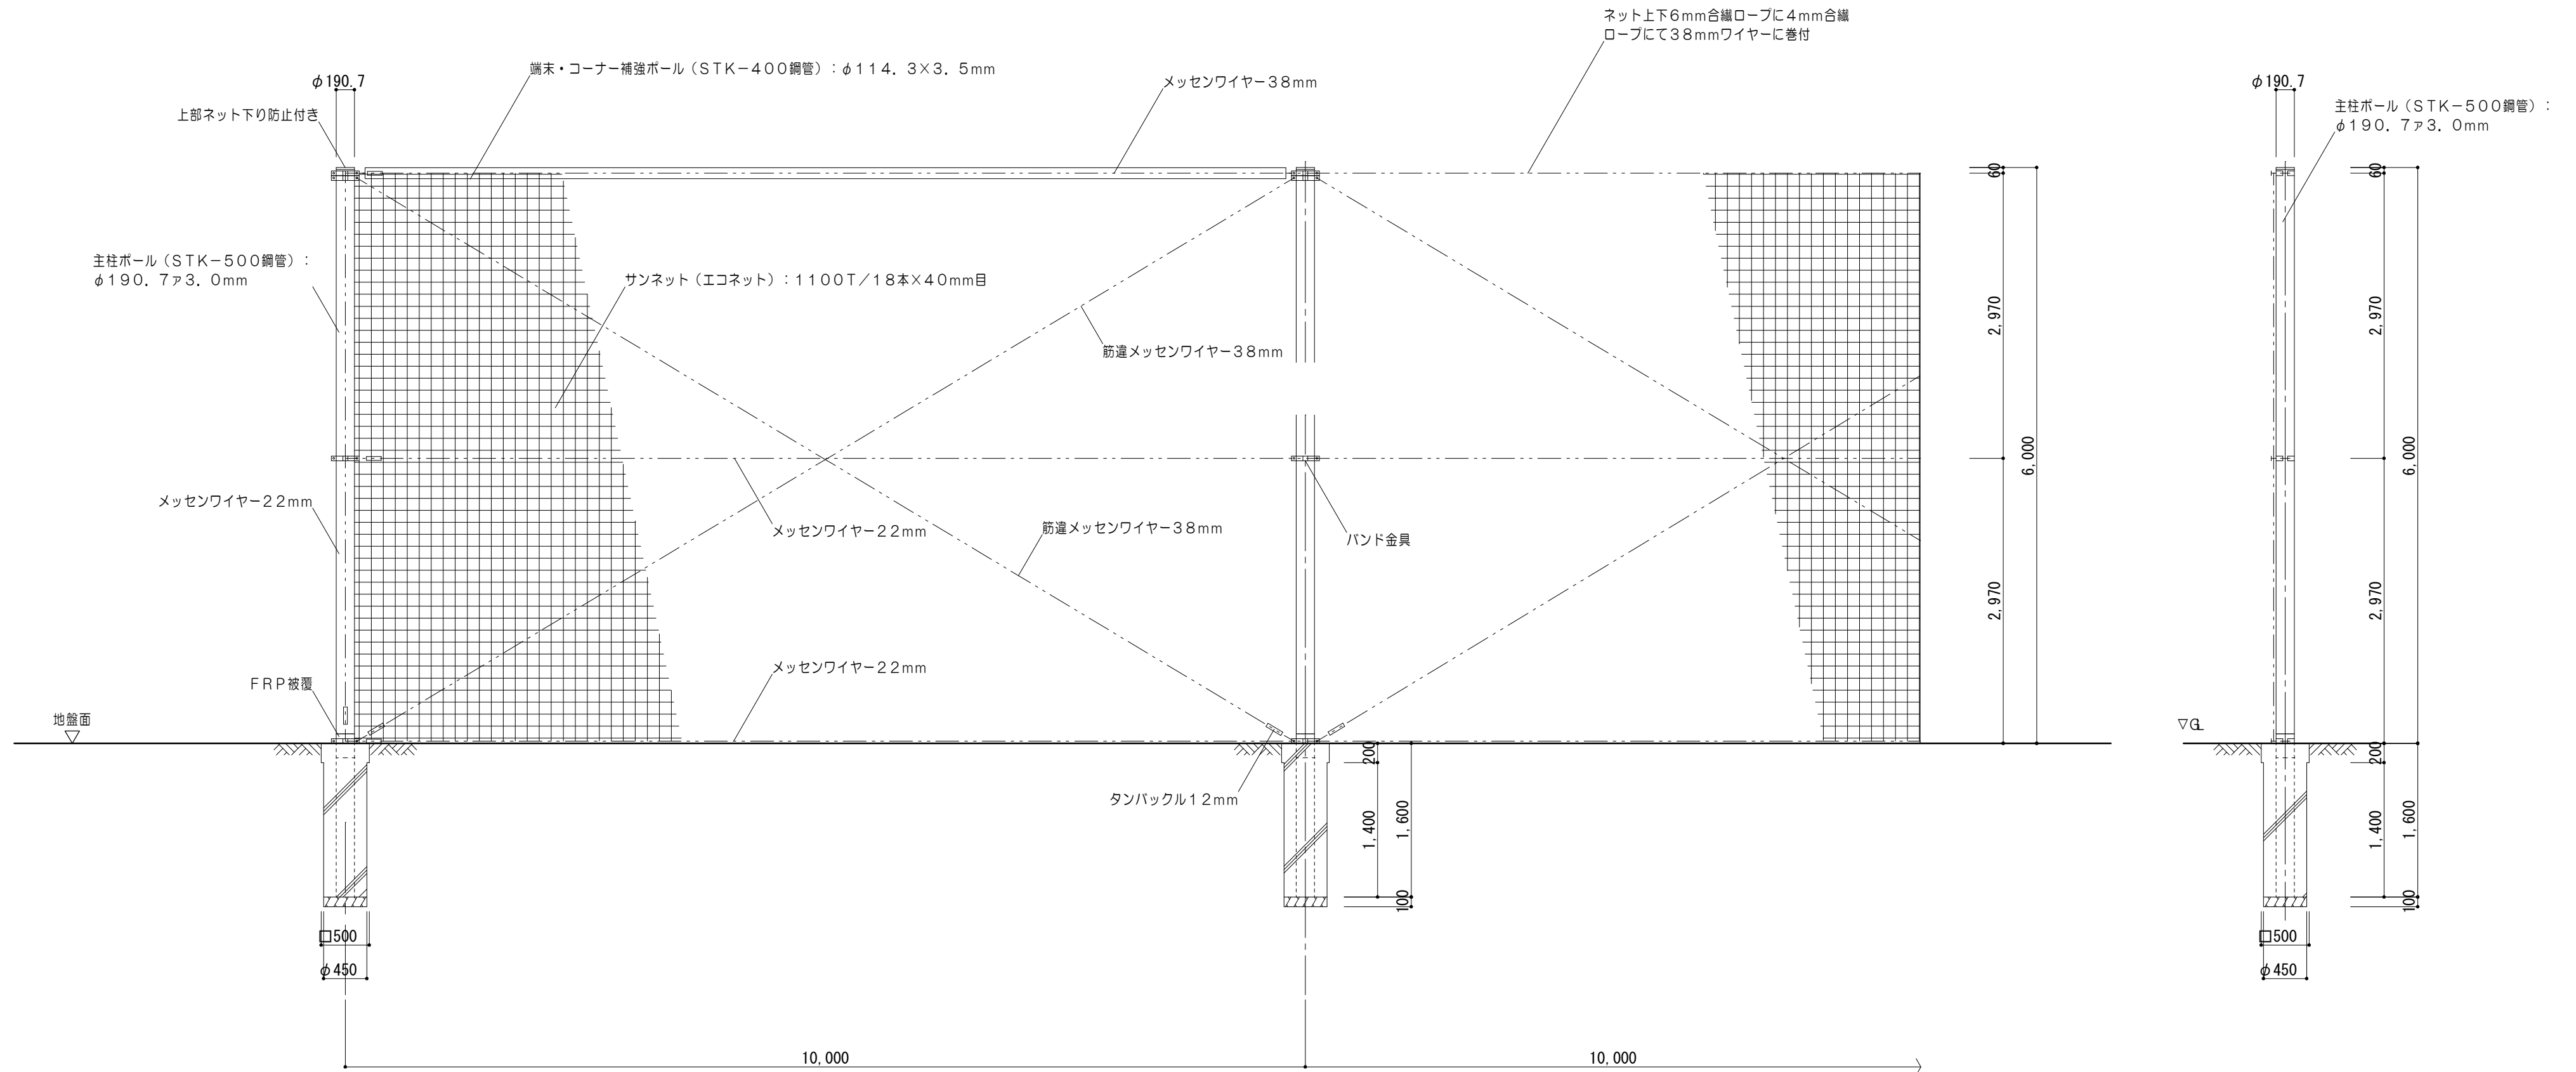 ネット上下6mm合繊ロープに4mm合繊
ロープにて38mmワイヤーに巻付
端末・コーナー補強ポール(STK-400鋼管):φ114.3×3.5mm
メッセンワイヤー38mm
φ190.7
上部ネット下り防止付き
主柱ポール(STK-500鋼管):
φ190.7ァ3.0mm
サンネット(エコネット):1100T/18本×40mm目
筋違メッセンワイヤー38mm
メッセンワイヤー22mm
メッセンワイヤー22mm
筋違メッセンワイヤー38mm
バンド金具
メッセンワイヤー22mm
FRP被覆
地盤面
▽
タンバックル12mm
60
2,970
2,970
6,000
200
1,400
1,600
100
□500
φ450
10,000
10,000
φ190.7
主柱ポール(STK-500鋼管):
φ190.7ァ3.0mm
60
2,970
2,970
6,000
▽GL
200
1,400
1,600
100
□500
φ450